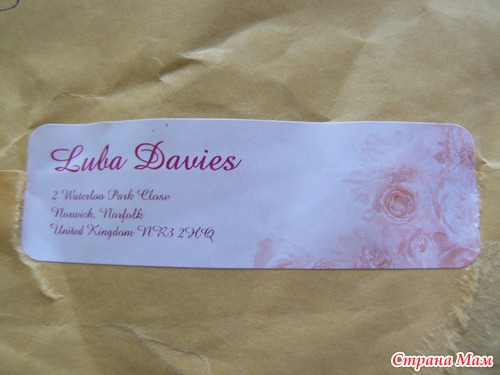 Luba Davies
2 Waterloo Park Close
Norwich, Norfolk
United Kingdom NR3 2HQ
Страна Мам